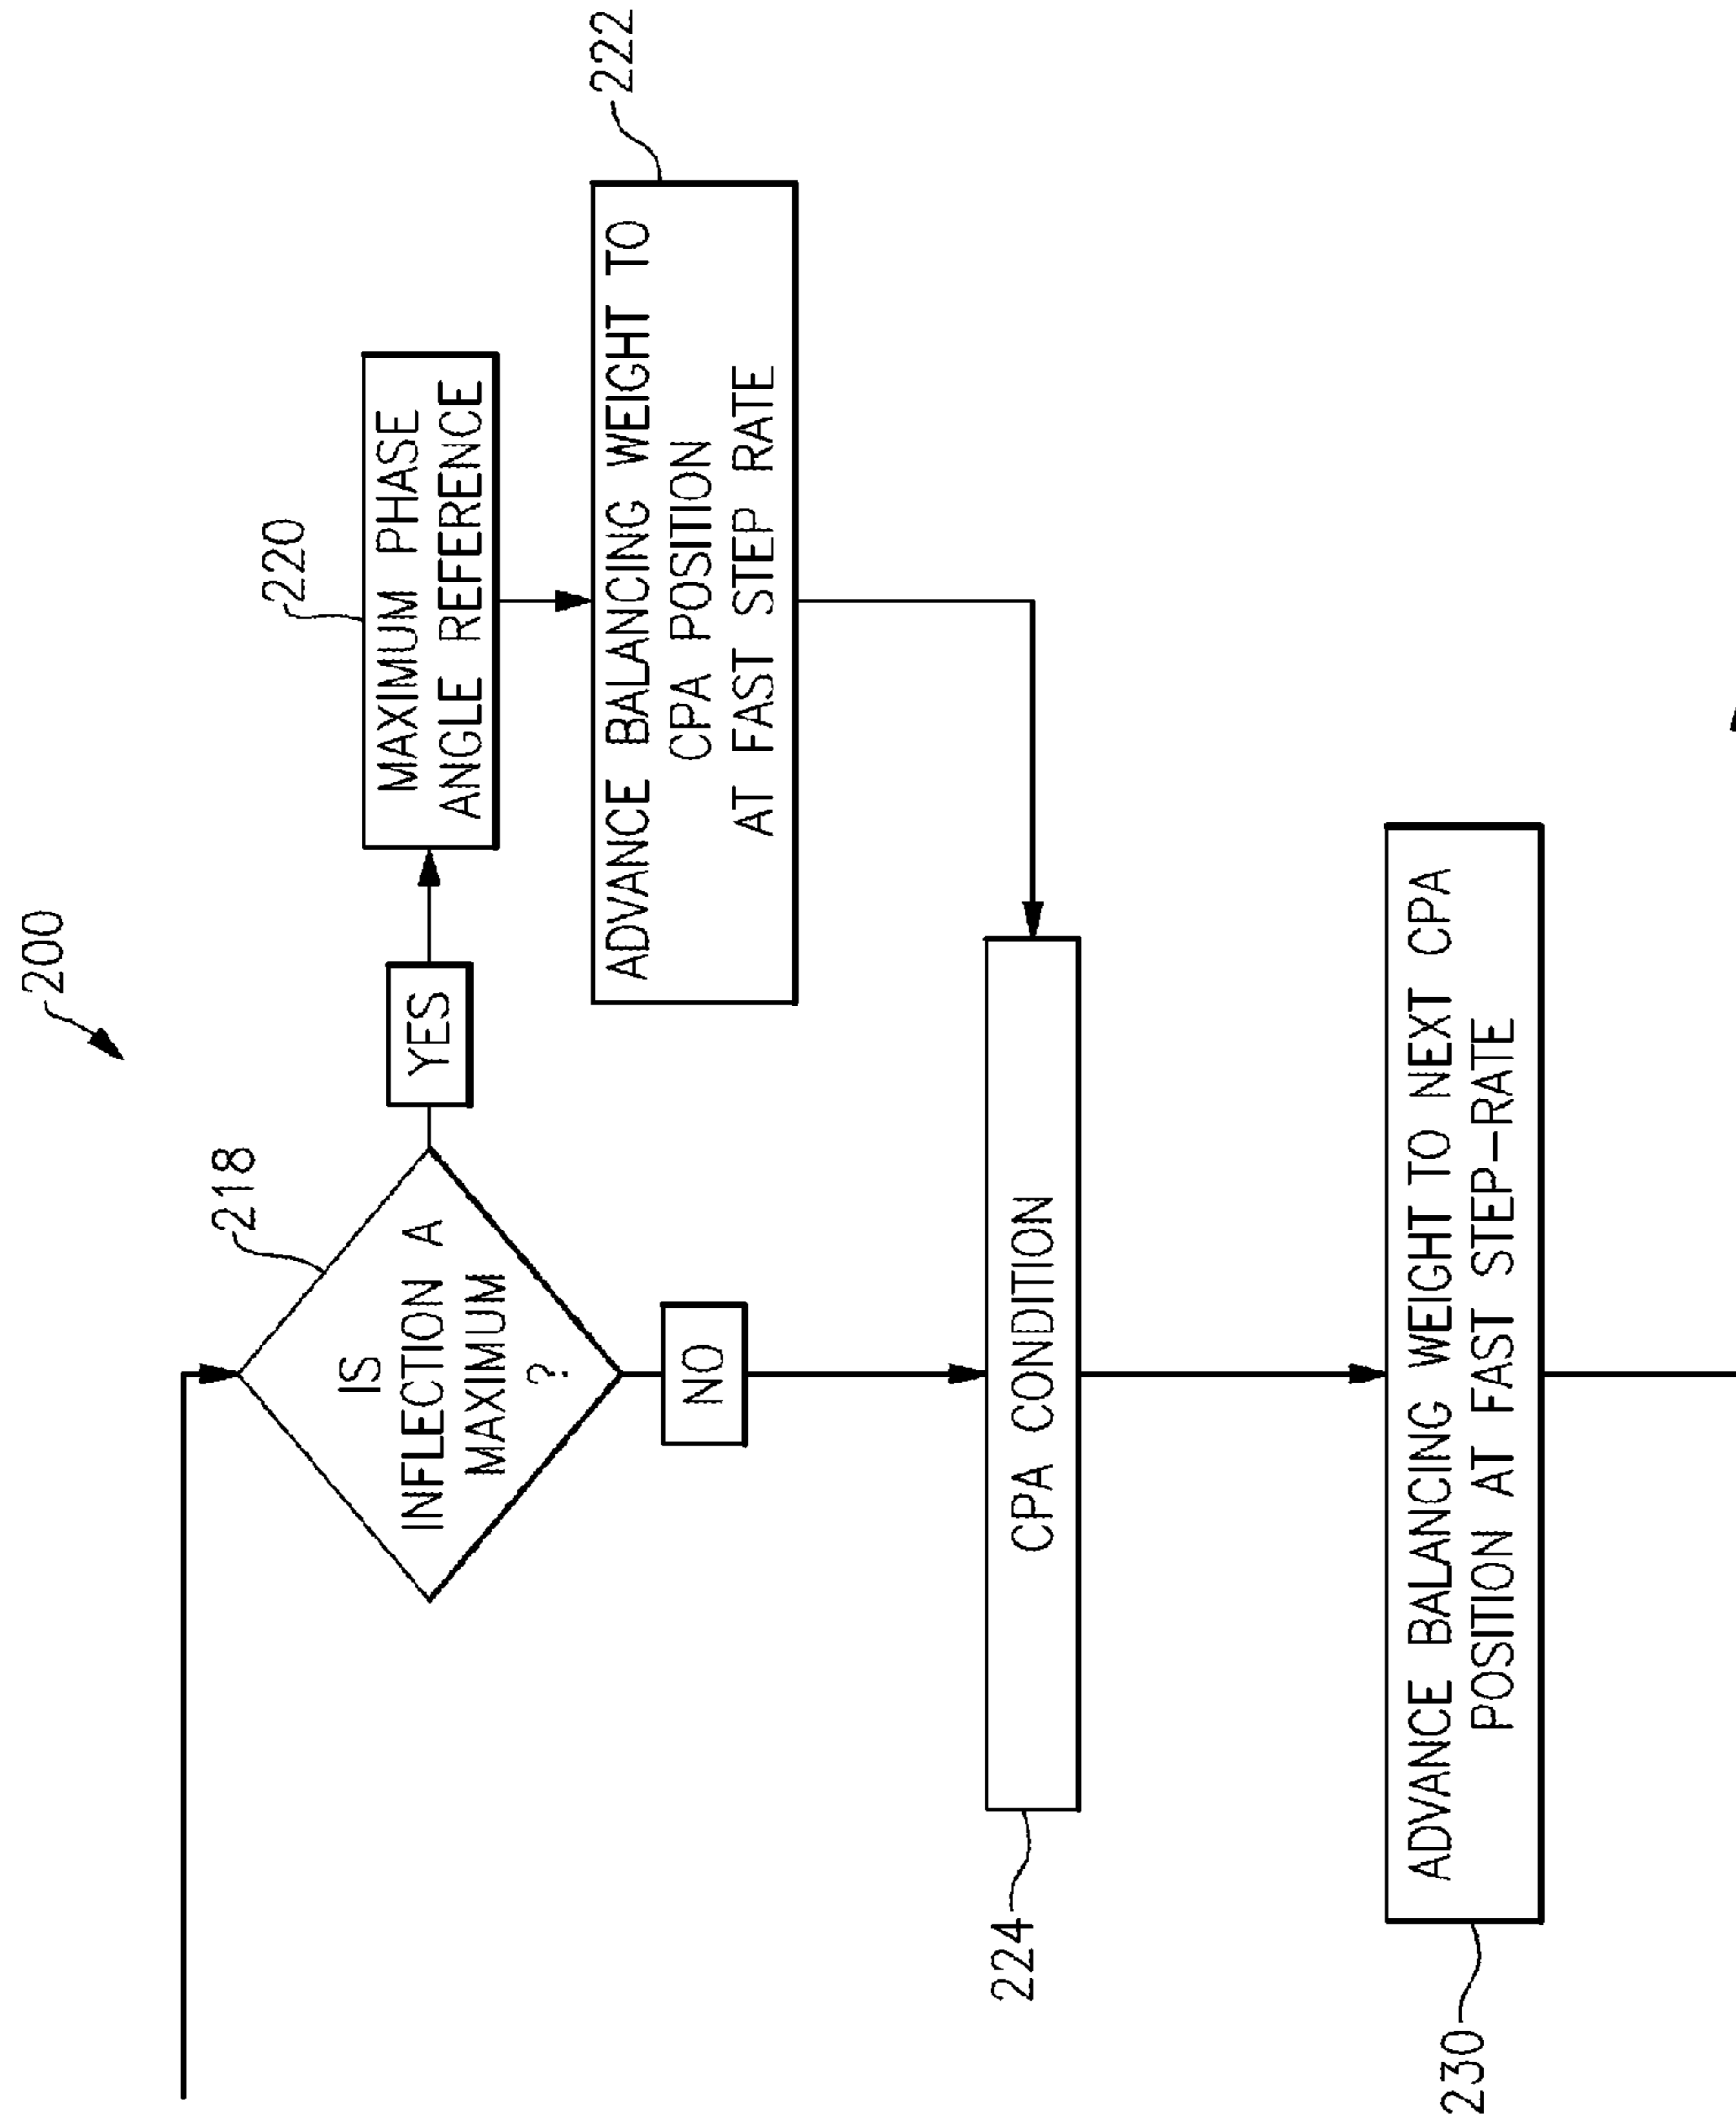 200
218
IS
INFLECTION A
MAXIMUM
?
YES
220
MAXIMUM PHASE
ANGLE REFERENCE
222
ADVANCE BALANCING WEIGHT TO
CPA POSITION
AT FAST STEP RATE
NO
224
CPA CONDITION
230
ADVANCE BALANCING WEIGHT TO NEXT CPA
POSITION AT FAST STEP-RATE